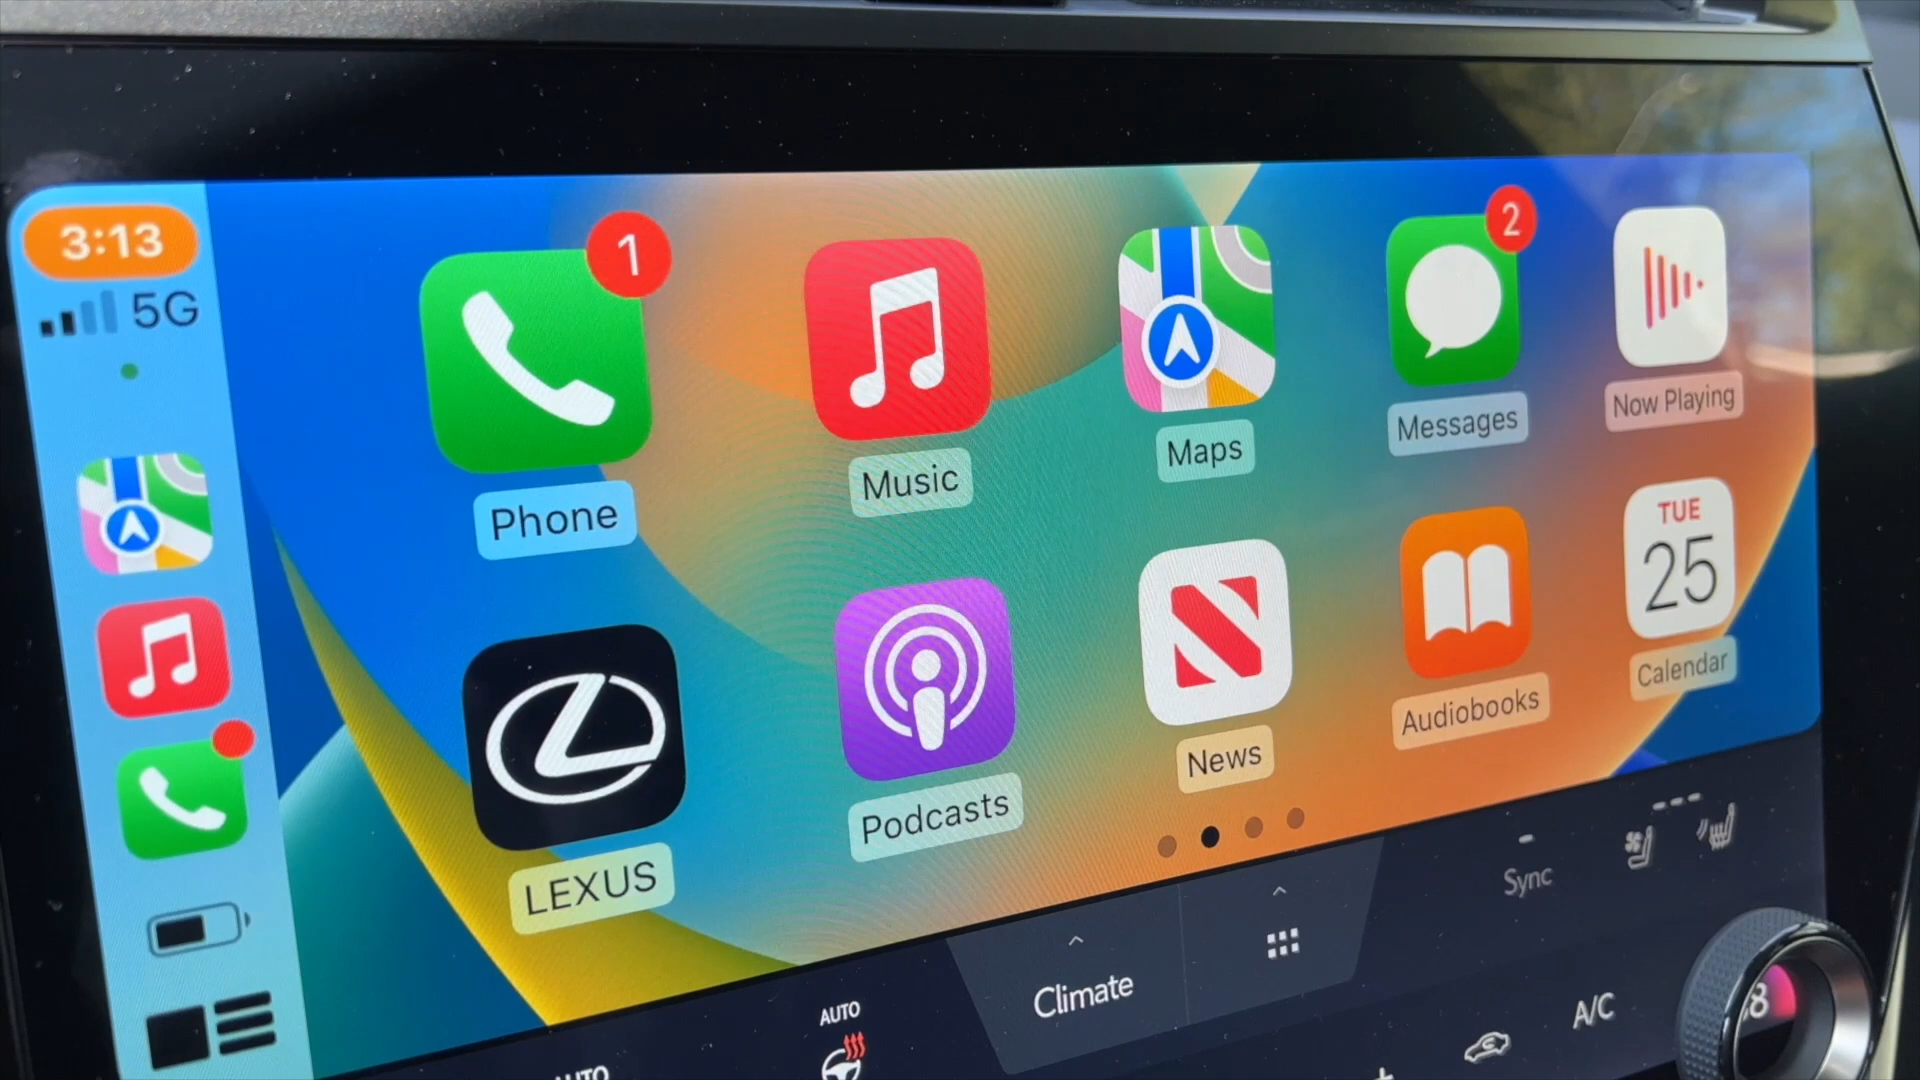 3:13
5G
1
2
Phone
Music
Maps
Messages
Now Playing
TUE
25
LEXUS
Podcasts
News
Audiobooks
Calendar
Sync
Climate
AUTO
A/C
AUTO